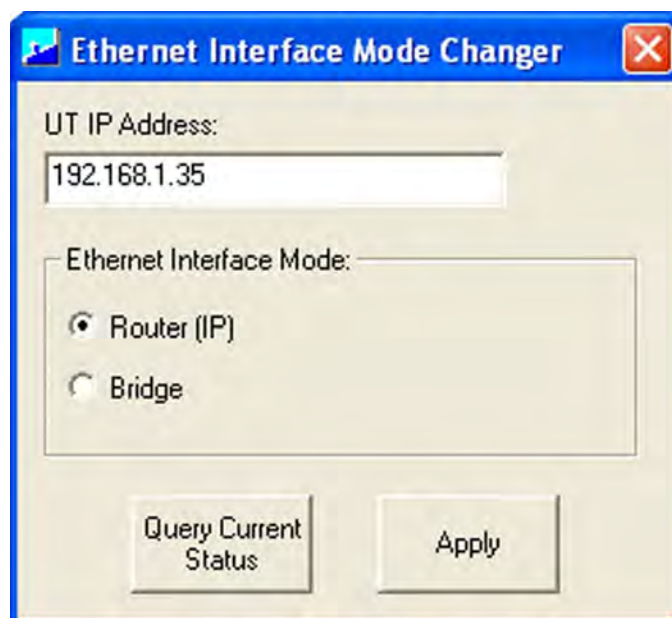 Ethernet Interface Mode Changer
UT IP Address:
192.168.1.35
Ethernet Interface Mode:
Router (IP)
Bridge
Query Current
Status
Apply